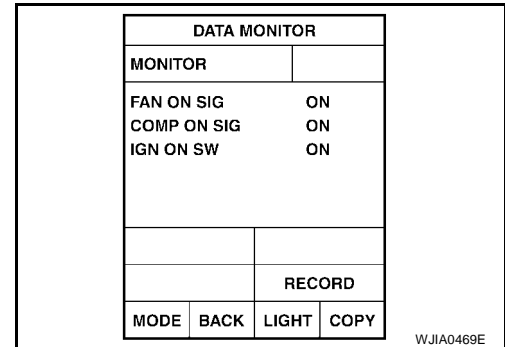 DATA MONITOR
MONITOR
FAN ON SIG ON
COMP ON SIG ON
IGN ON SW ON
RECORD
MODE BACK LIGHT COPY
WJIA0469E